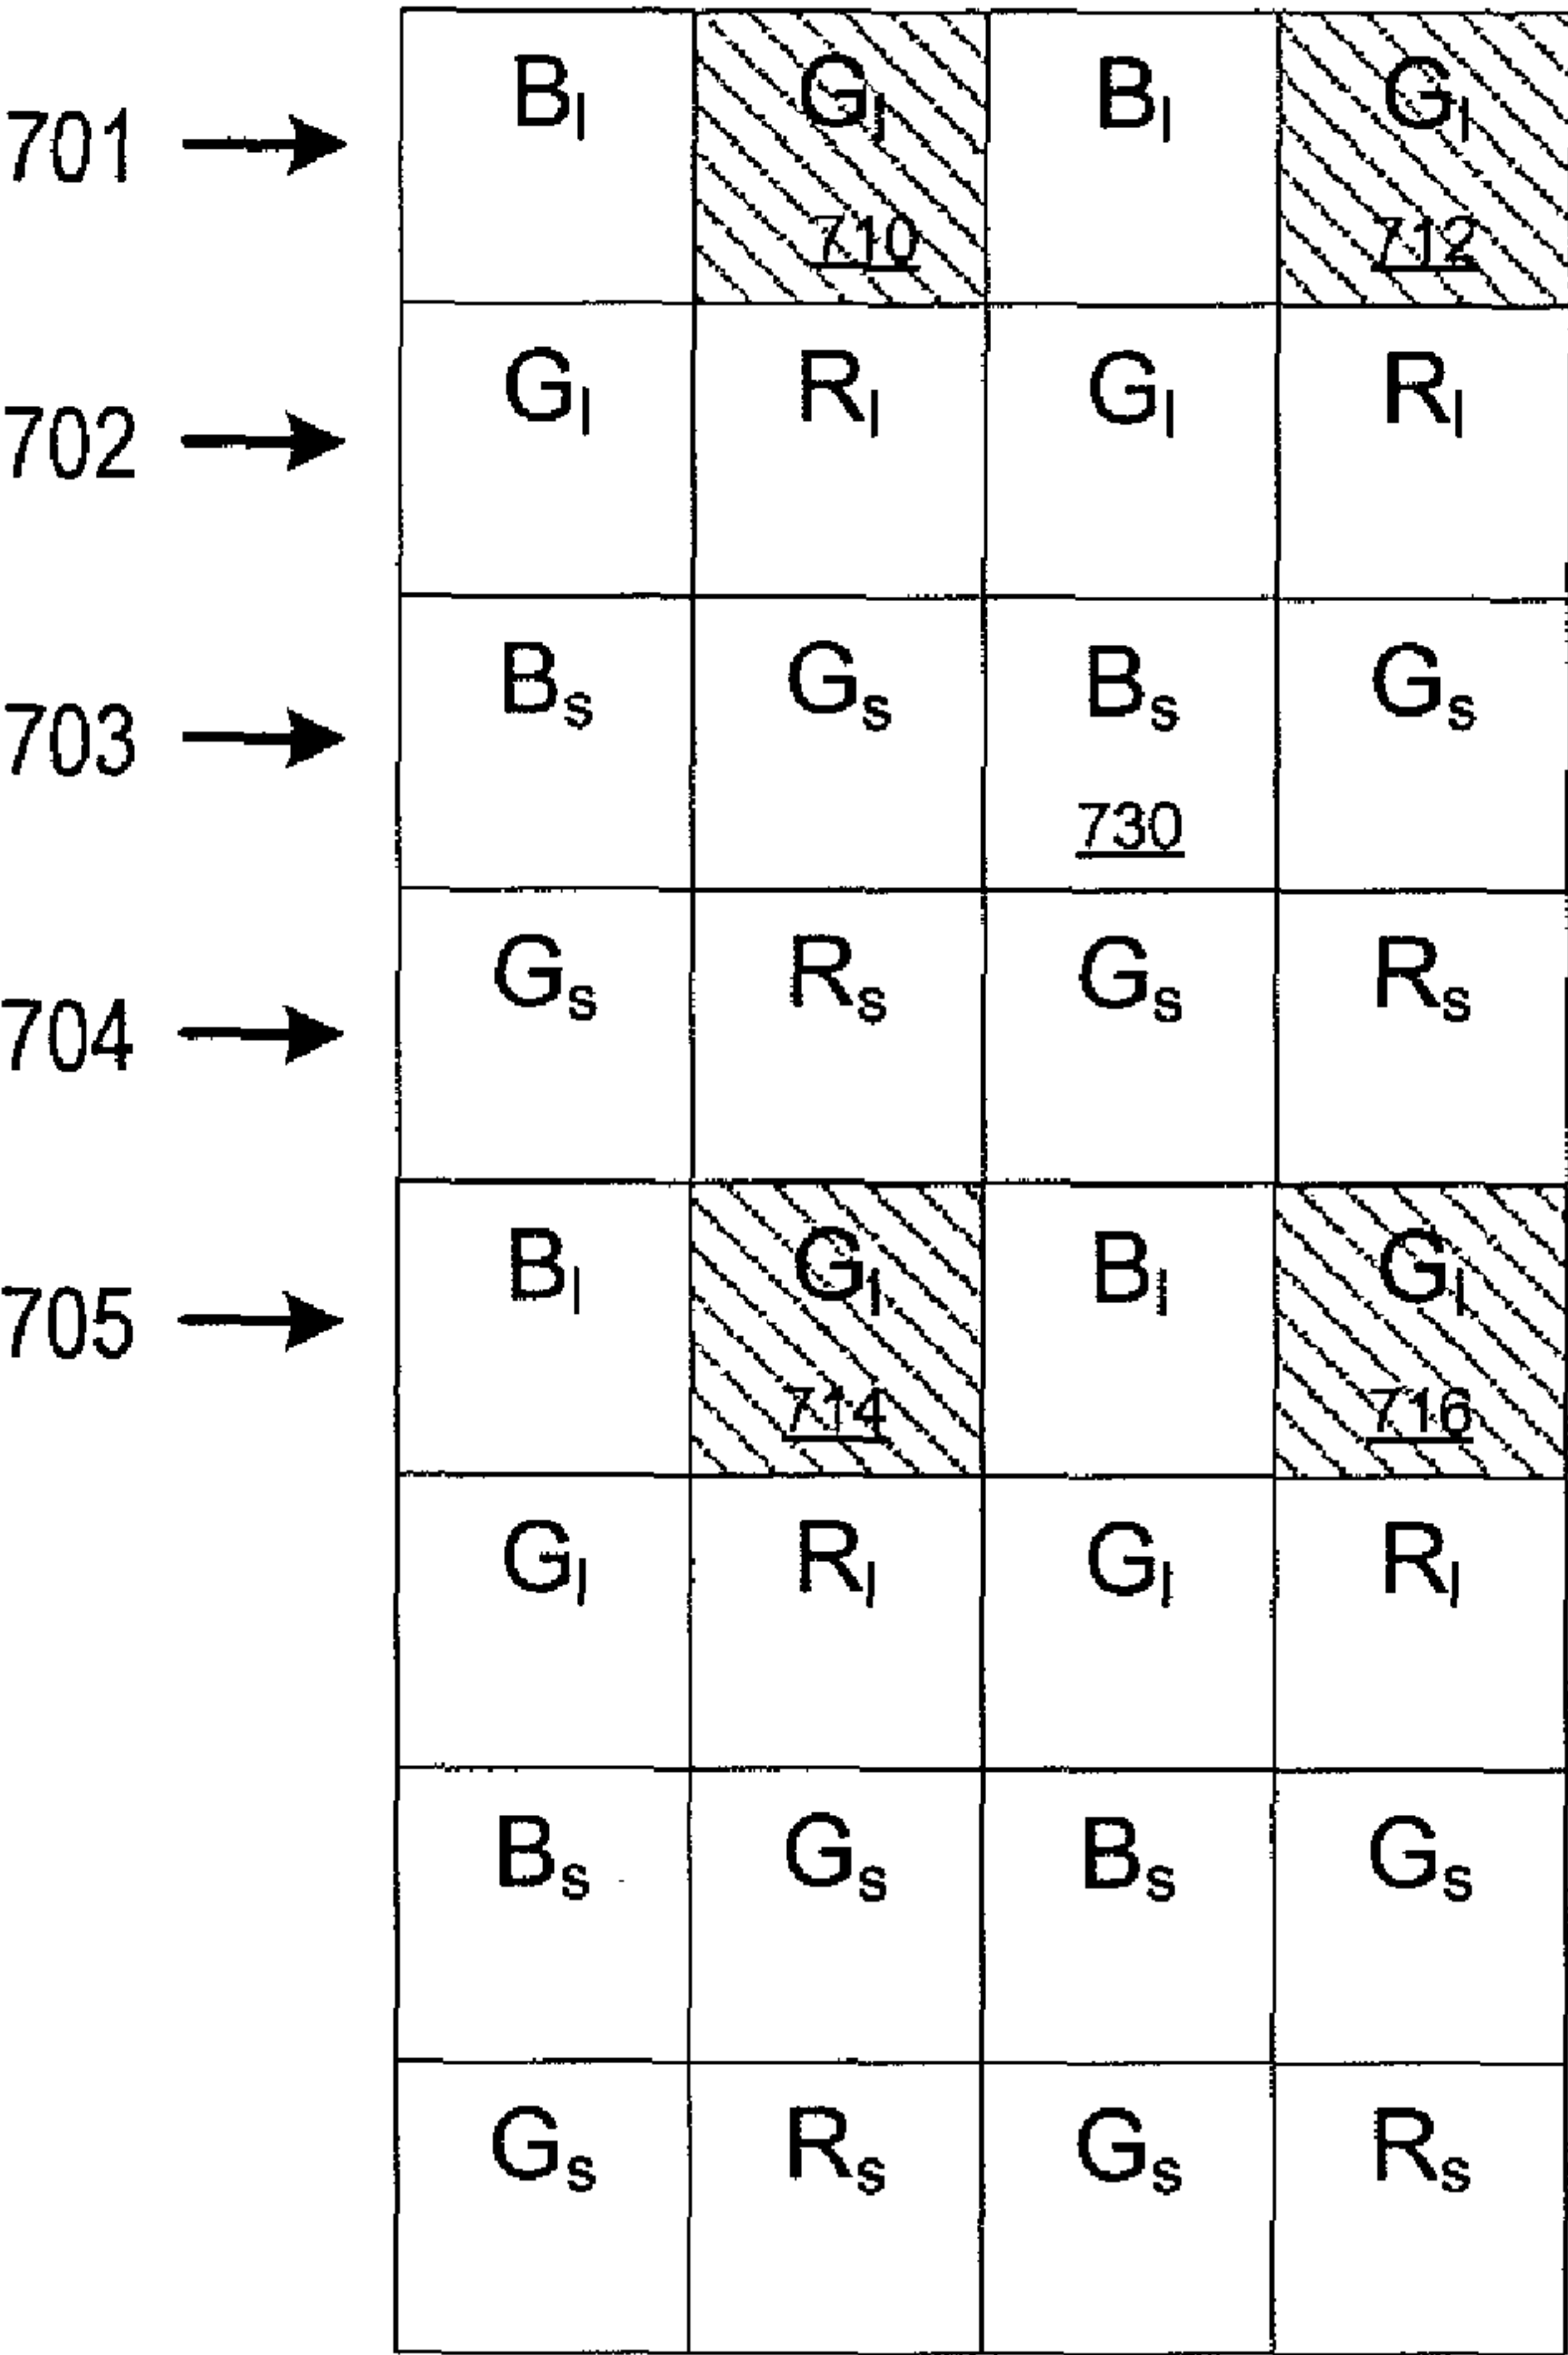 701 B_l G_l B_l G_l
710 712
702 G_l R_l G_l R_l
703 B_s G_s B_s G_s
730
704 G_s R_s G_s R_s
705 B_l G_l B_l G_l
714 716
G_l R_l G_l R_l
B_s G_s B_s G_s
G_s R_s G_s R_s